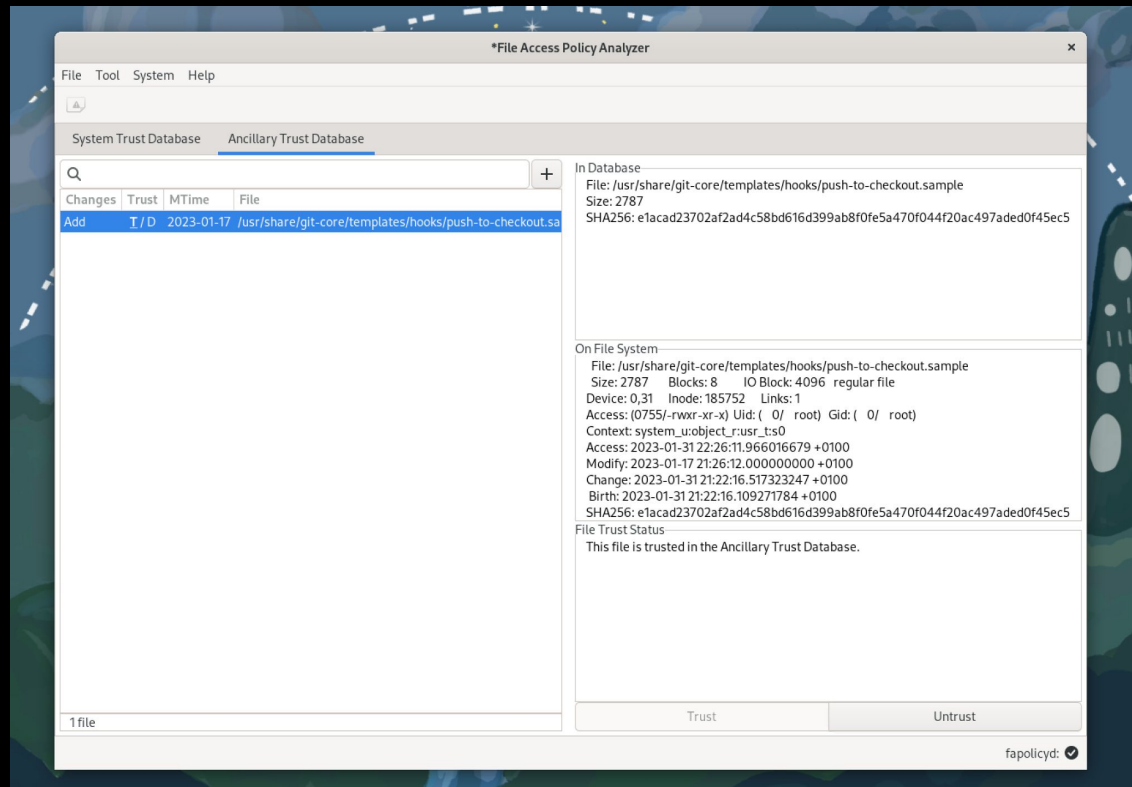 *File Access Policy Analyzer
File Tool System Help
System Trust Database Ancillary Trust Database
Changes Trust MTime File
Add T / D 2023-01-17 /usr/share/git-core/templates/hooks/push-to-checkout.sa
1 file
In Database
File: /usr/share/git-core/templates/hooks/push-to-checkout.sample
Size: 2787
SHA256: e1acad23702af2ad4c58bd616d399ab8f0fe5a470f044f20ac497aded0f45ec5
On File System
File: /usr/share/git-core/templates/hooks/push-to-checkout.sample
Size: 2787 Blocks: 8 IO Block: 4096 regular file
Device: 0,31 Inode: 185752 Links: 1
Access: (0755/-rwxr-xr-x) Uid: ( 0/ root) Gid: ( 0/ root)
Context: system_u:object_r:usr_t:s0
Access: 2023-01-31 22:26:11.966016679 +0100
Modify: 2023-01-17 21:26:12.000000000 +0100
Change: 2023-01-31 21:22:16.517323247 +0100
Birth: 2023-01-31 21:22:16.109271784 +0100
SHA256: e1acad23702af2ad4c58bd616d399ab8f0fe5a470f044f20ac497aded0f45ec5
File Trust Status
This file is trusted in the Ancillary Trust Database.
Trust Untrust
fapolicyd: